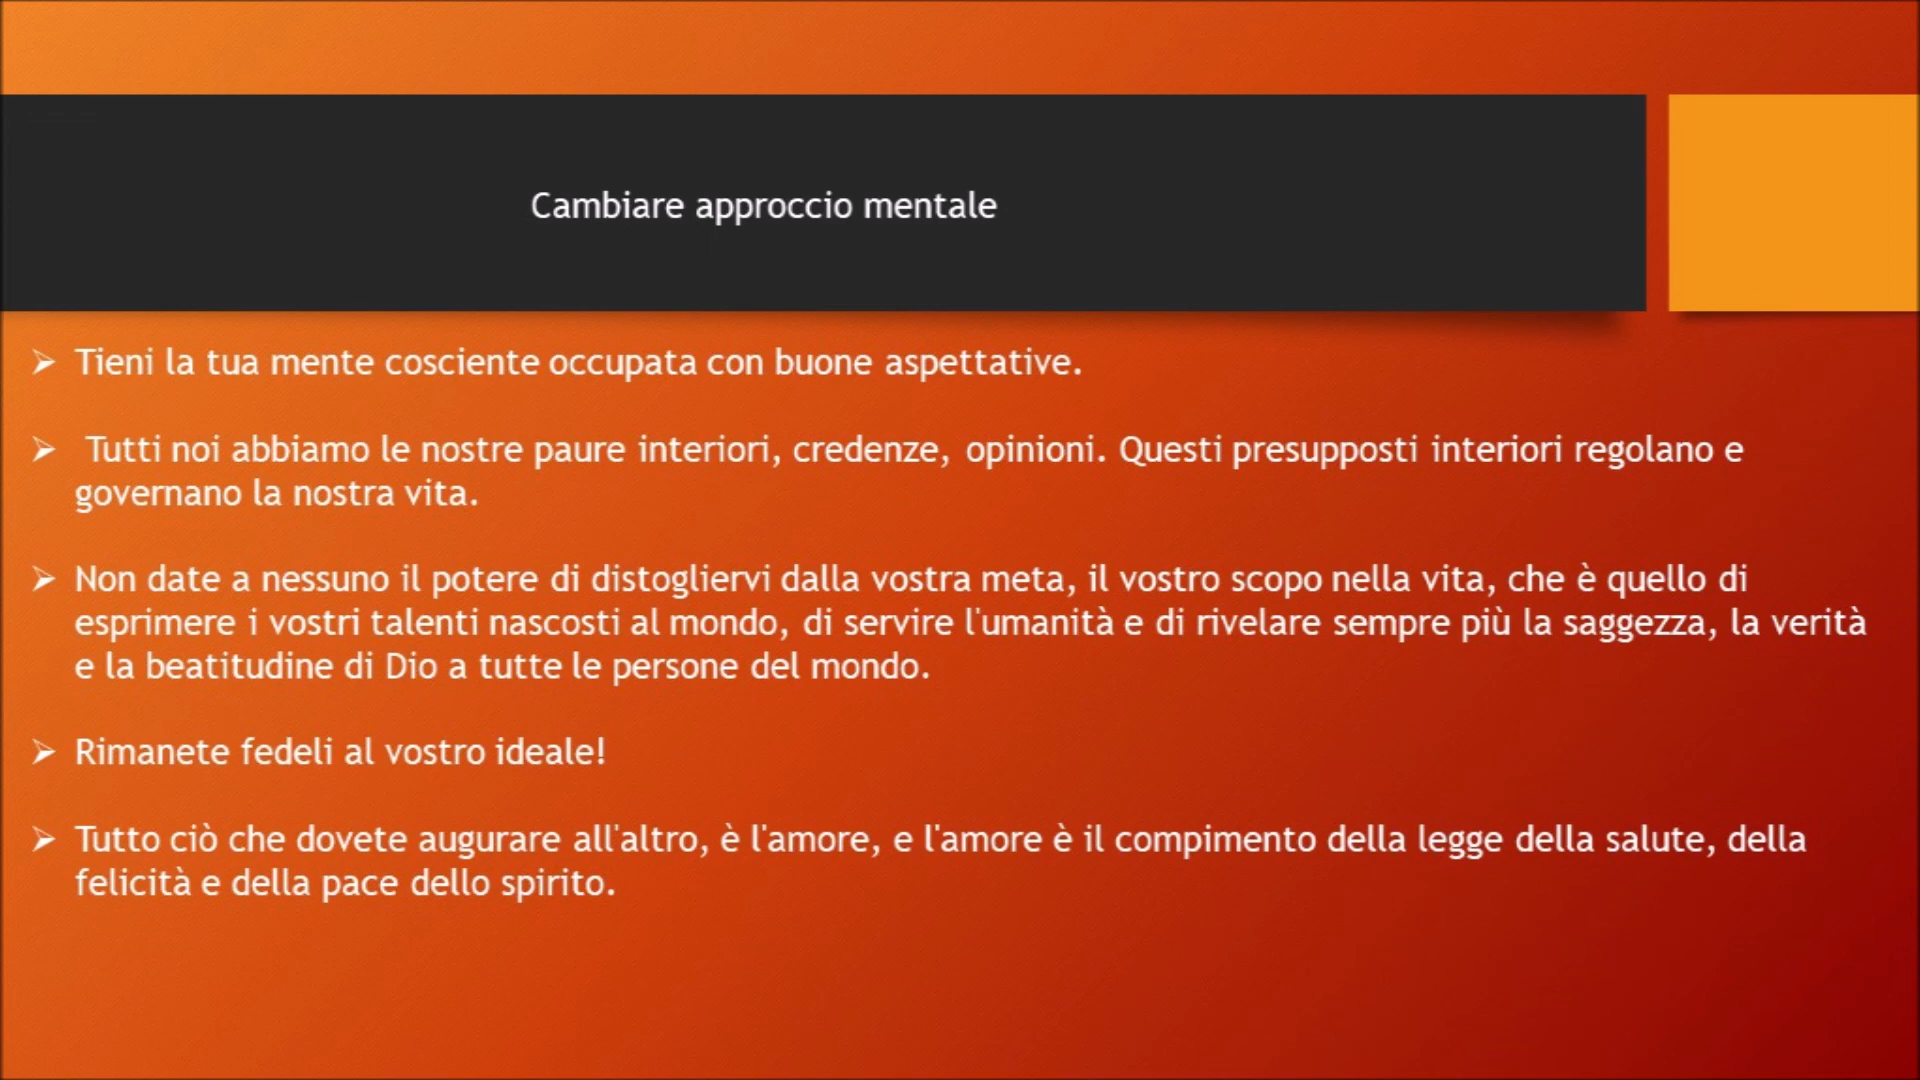 Cambiare approccio mentale
➢ Tieni la tua mente cosciente occupata con buone aspettative.
➢ Tutti noi abbiamo le nostre paure interiori, credenze, opinioni. Questi presupposti interiori regolano e
governano la nostra vita.
➢ Non date a nessuno il potere di distogliervi dalla vostra meta, il vostro scopo nella vita, che è quello di
esprimere i vostri talenti nascosti al mondo, di servire l'umanità e di rivelare sempre più la saggezza, la verità
e la beatitudine di Dio a tutte le persone del mondo.
➢ Rimanete fedeli al vostro ideale!
➢ Tutto ciò che dovete augurare all'altro, è l'amore, e l'amore è il compimento della legge della salute, della
felicità e della pace dello spirito.